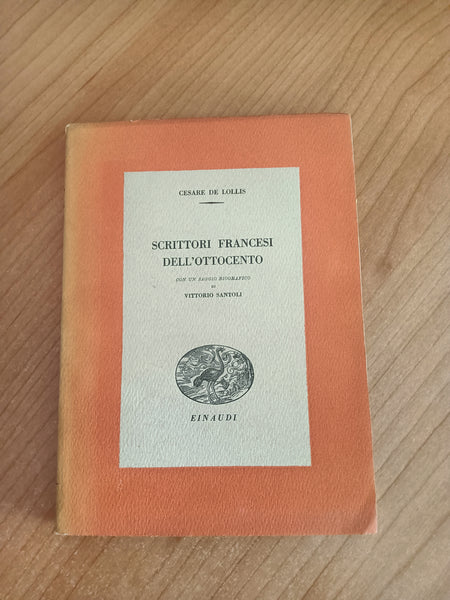 CESARE DE LOLLIS
SCRITTORI FRANCESI
DELL'OTTOCENTO
CON UN SAGGIO BIOGRAFICO
DI
VITTORIO SANTOLI
EINAUDI